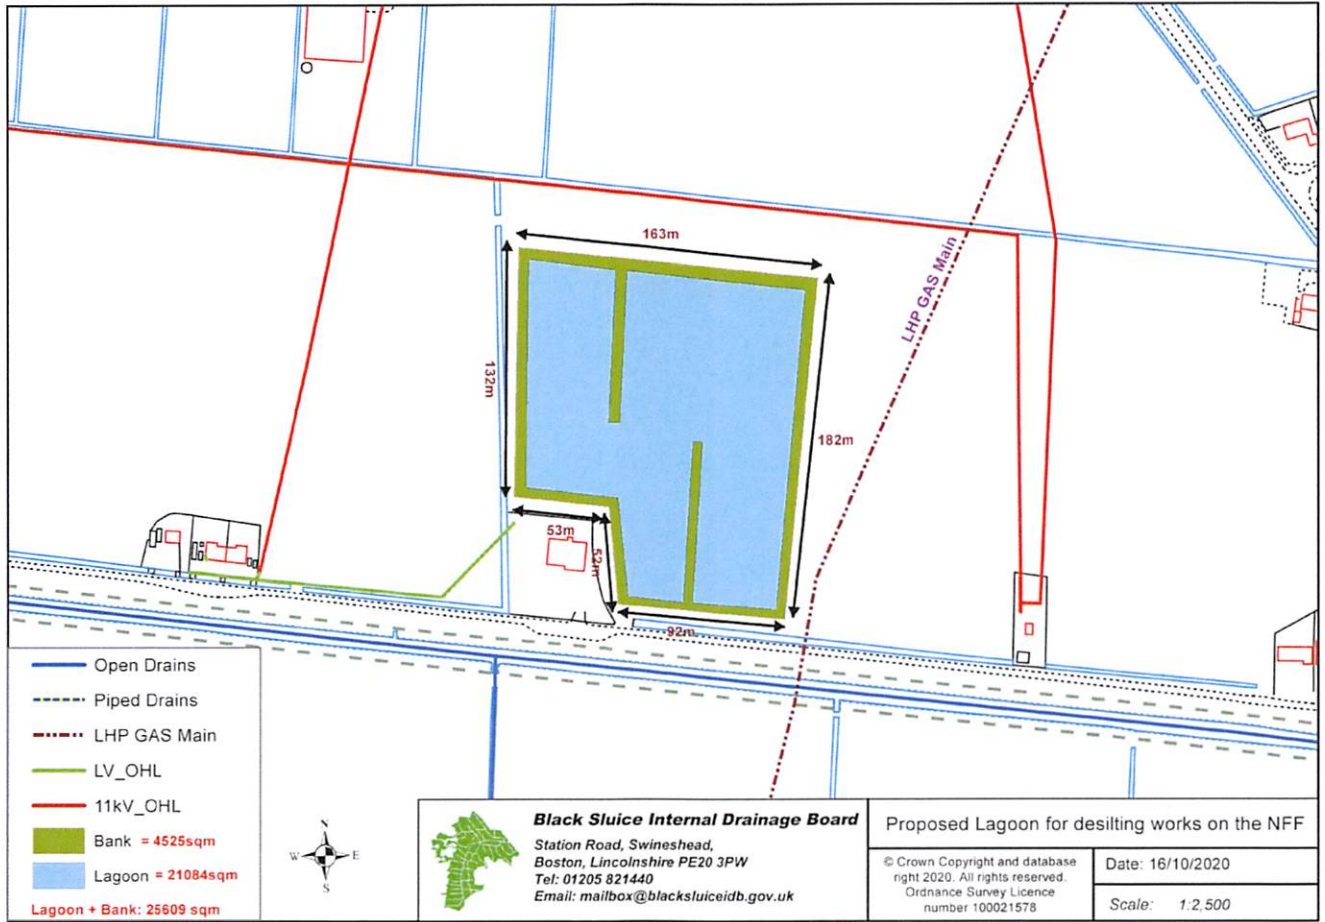 163m
LHP GAS Main
132m
182m
53m
52m
92m
Open Drains
Piped Drains
LHP GAS Main
LV_OHL
11kV_OHL
Bank = 4525sqm
Lagoon = 21084sqm
Lagoon + Bank: 25609 sqm
N
W E
S
Black Sluice Internal Drainage Board
Station Road, Swineshead,
Boston, Lincolnshire PE20 3PW
Tel: 01205 821440
Email: mailbox@blacksluiceidb.gov.uk
Proposed Lagoon for desilting works on the NFF
© Crown Copyright and database
right 2020. All rights reserved.
Ordnance Survey Licence
number 100021578
Date: 16/10/2020
Scale: 1:2,500